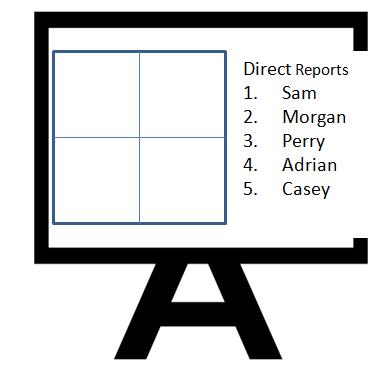 Direct Reports
1. Sam
2. Morgan
3. Perry
4. Adrian
5. Casey